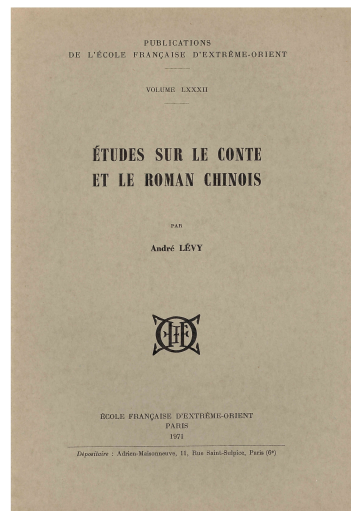 PUBLICATIONS
DE L'ÉCOLE FRANÇAISE D'EXTRÊME-ORIENT
VOLUME LXXXII
ÉTUDES SUR LE CONTE
ET LE ROMAN CHINOIS
PAR
André LÉVY
ÉCOLE FRANÇAISE D'EXTRÊME-ORIENT
PARIS
1971
Dépositaire : Adrien-Maisonneuve, 11, Rue Saint-Sulpice, Paris (6e)